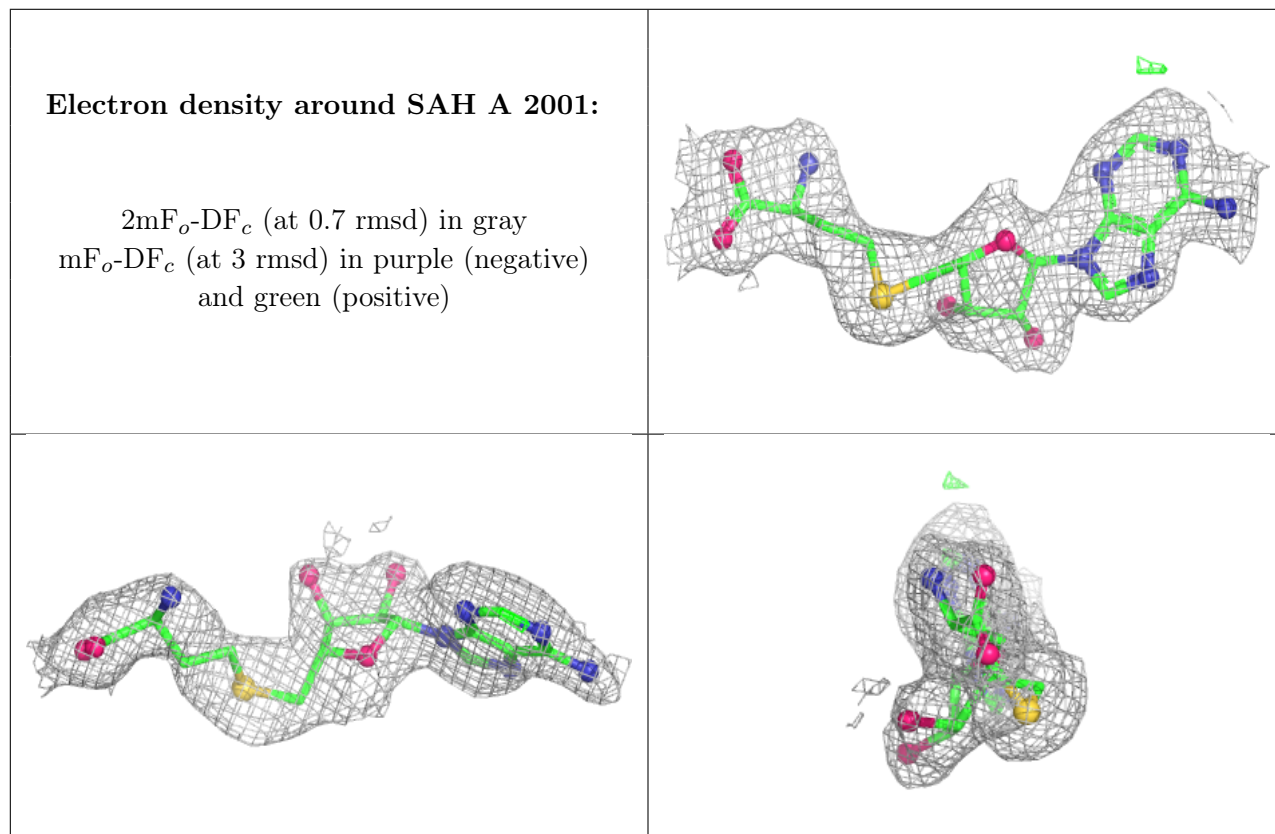 Electron density around SAH A 2001:
2mFo-DFc (at 0.7 rmsd) in gray
mFo-DFc (at 3 rmsd) in purple (negative)
and green (positive)